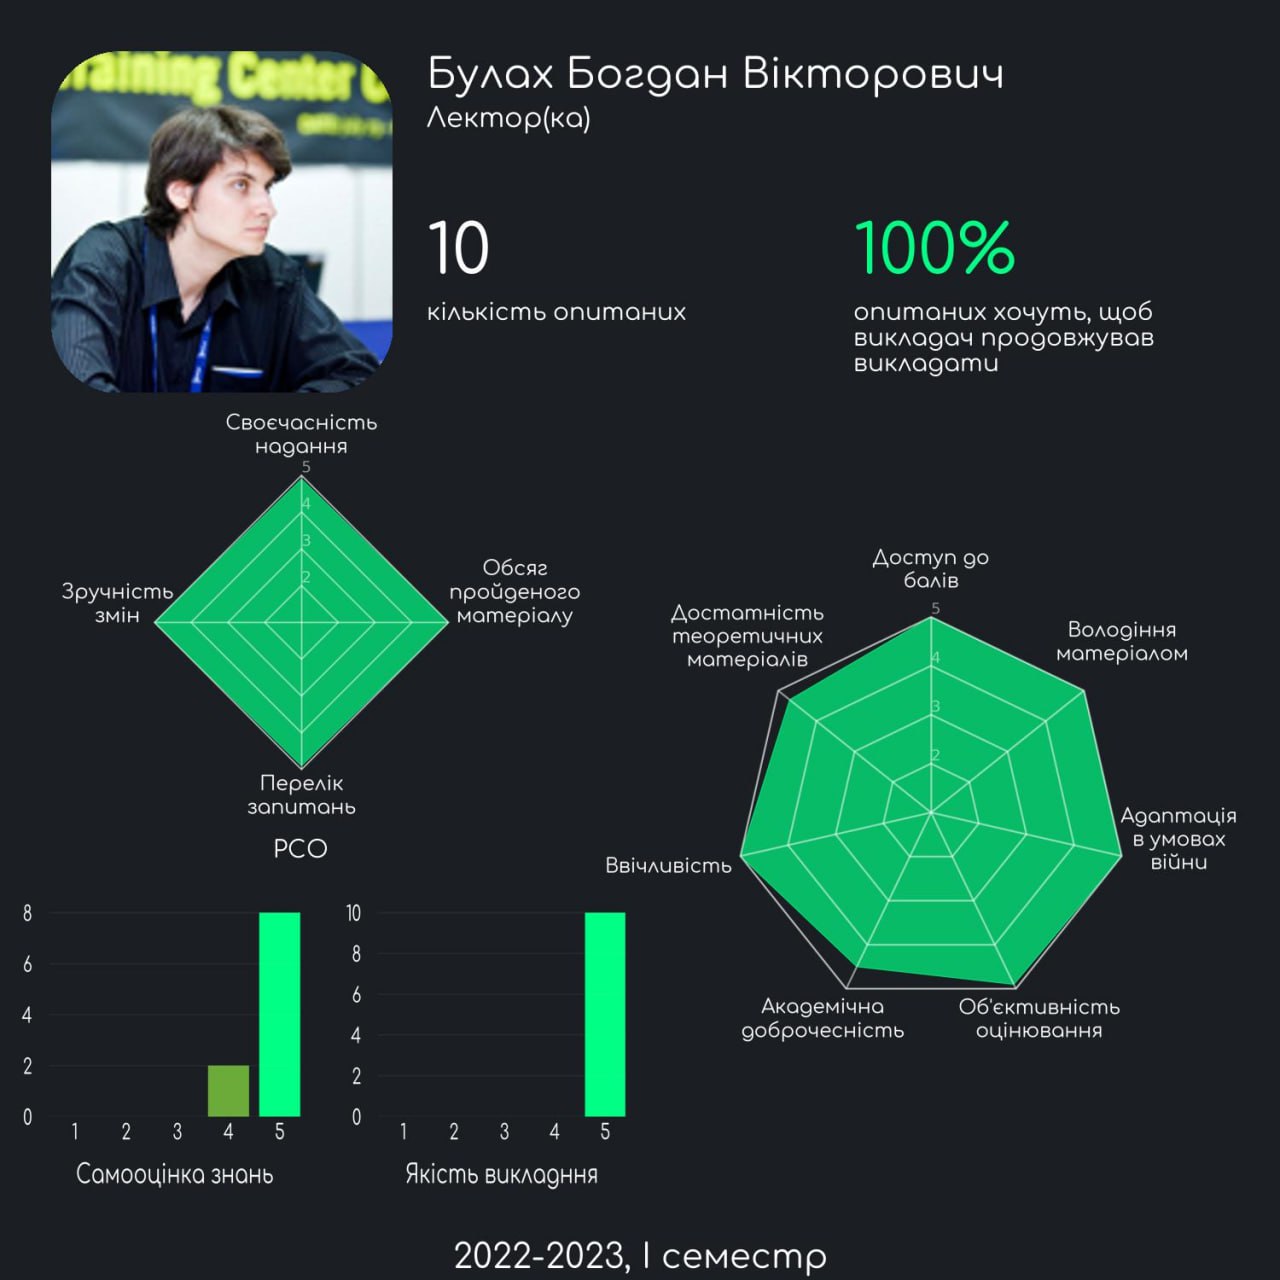 Training Center
Булах Богдан Вікторович
Лектор(ка)
10
кількість опитаних
100%
опитаних хочуть, щоб
викладач продовжував
викладати
Своєчасність
надання
5
4
3
2
Зручність
змін
Обсяг
пройденого
матеріалу
Перелік
запитань
РСО
Доступ до
балів
5
4
3
2
Достатність
теоретичних
матеріалів
Володіння
матеріалом
Адаптація
в умовах
війни
Ввічливість
Академічна
доброчесність
Об'єктивність
оцінювання
8
6
4
2
0
1 2 3 4 5
Самооцінка знань
10
8
6
4
2
0
1 2 3 4 5
Якість викладння
2022-2023, І семестр